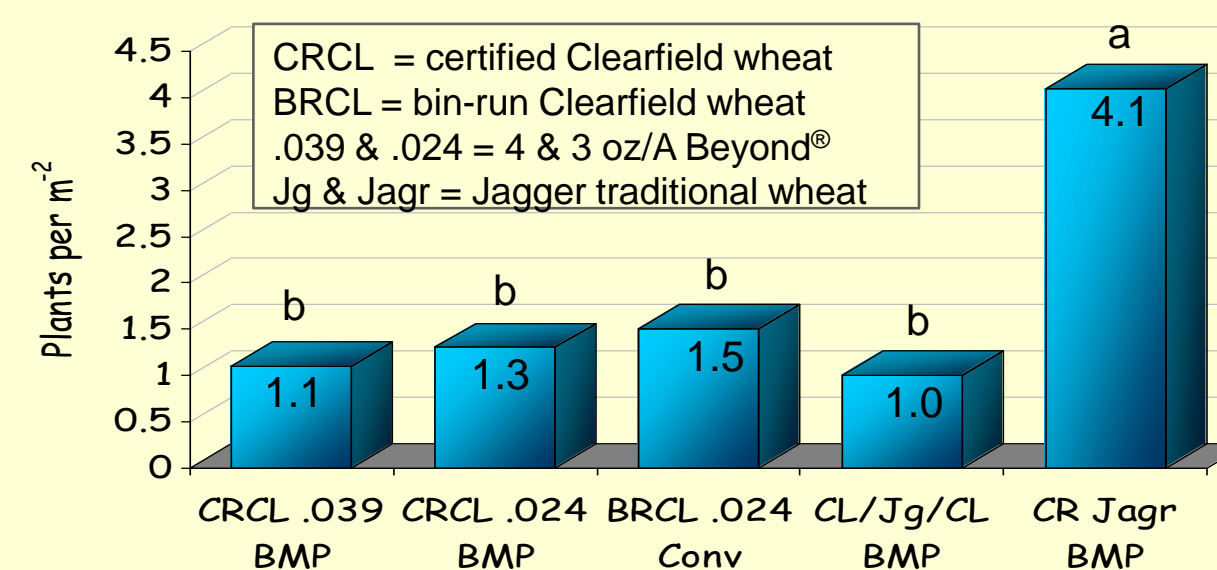 CRCL = certified Clearfield wheat
BRCL = bin-run Clearfield wheat
.039 & .024 = 4 & 3 oz/A Beyond®
Jg & Jagr = Jagger traditional wheat
Plants per m-2
4.5
4
3.5
3
2.5
2
1.5
1
0.5
0
b
b
b
b
a
1.1
1.3
1.5
1.0
4.1
CRCL .039 CRCL .024 BRCL .024 CL/Jg/CL CR Jagr
BMP BMP Conv BMP BMP